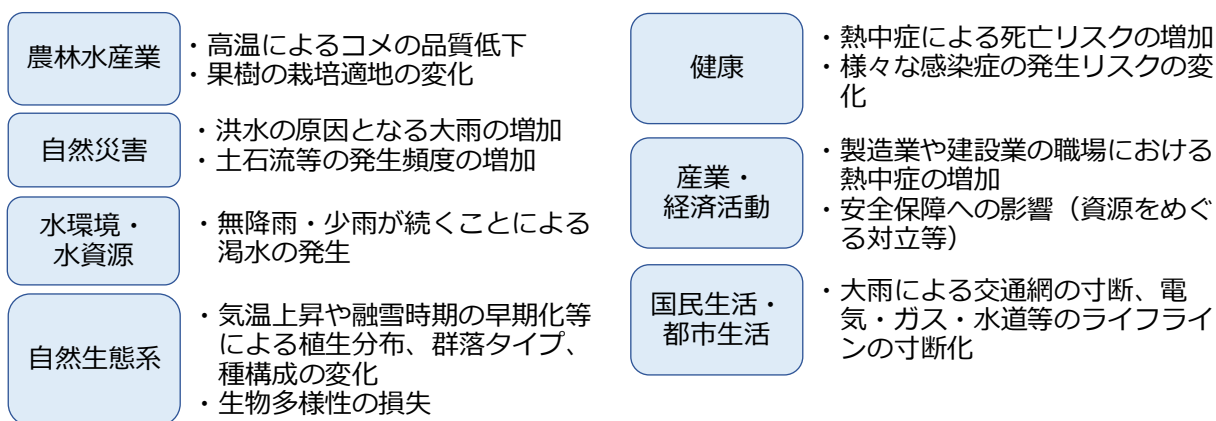 農林水産業
・高温によるコメの品質低下
・果樹の栽培適地の変化
自然災害
・洪水の原因となる大雨の増加
・土石流等の発生頻度の増加
水環境・
水資源
・無降雨・少雨が続くことによる
渇水の発生
自然生態系
・気温上昇や融雪時期の早期化等
による植生分布、群落タイプ、
種構成の変化
・生物多様性の損失
健康
・熱中症による死亡リスクの増加
・様々な感染症の発生リスクの変
化
産業・
経済活動
・製造業や建設業の職場における
熱中症の増加
・安全保障への影響（資源をめぐ
る対立等）
国民生活・
都市生活
・大雨による交通網の寸断、電
気・ガス・水道等のライフライ
ンの寸断化